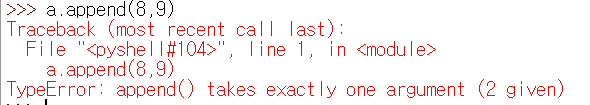 >>> a.append(8,9)
Traceback (most recent call last):
  File "<pyshell#104>", line 1, in <module>
    a.append(8,9)
TypeError: append() takes exactly one argument (2 given)